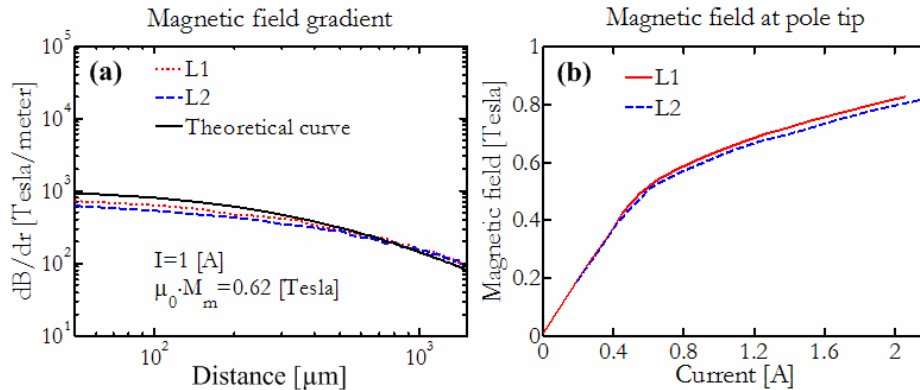 Magnetic field gradient
(a)
L1
L2
Theoretical curve
I=1 [A]
μ0·Mm=0.62 [Tesla]
dB/dr [Tesla/meter]
10^5
10^4
10^3
10^2
10^1
10^2
10^3
Distance [μm]
Magnetic field at pole tip
(b)
L1
L2
Magnetic field [Tesla]
1
0.8
0.6
0.4
0.2
0
0
0.4
0.8
1.2
1.6
2
Current [A]